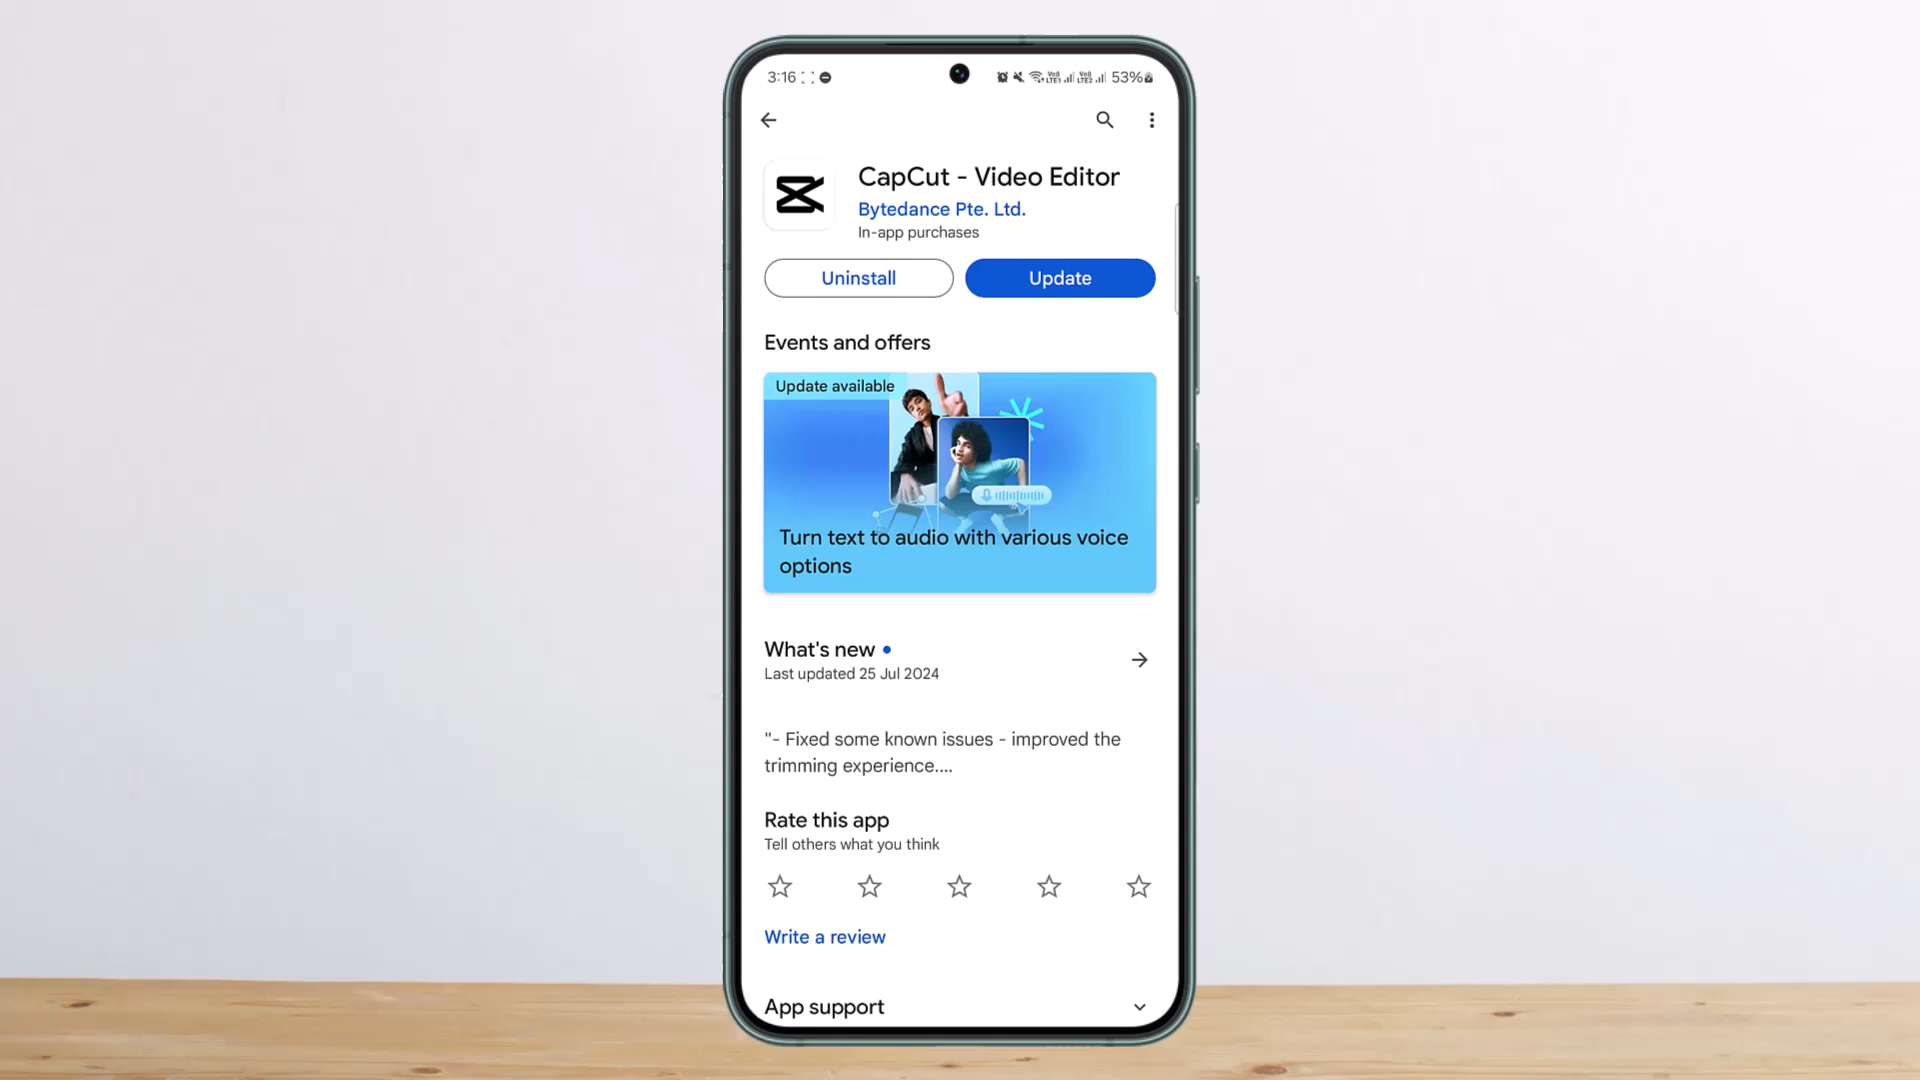 3:16 53%
CapCut - Video Editor
Bytedance Pte. Ltd.
In-app purchases
Uninstall Update
Events and offers
Update available
Turn text to audio with various voice
options
What's new
Last updated 25 Jul 2024
"- Fixed some known issues - improved the
trimming experience....
Rate this app
Tell others what you think
Write a review
App support